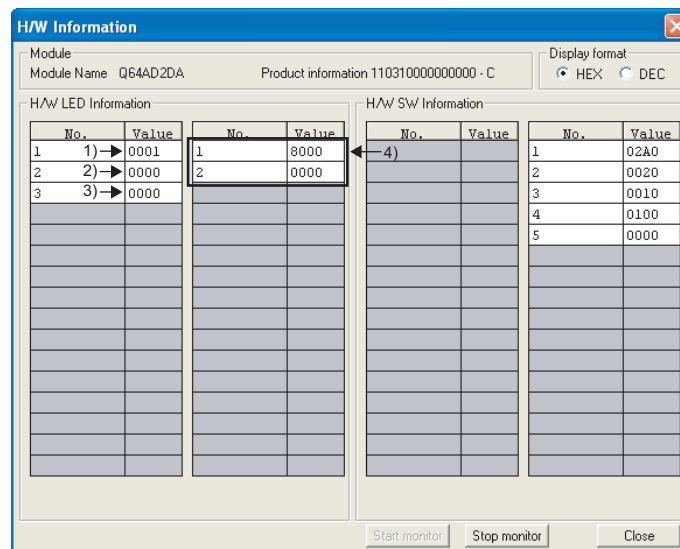 H/W Information
Module
Module Name Q64AD2DA Product information 110310000000000 - C
Display format
HEX DEC
H/W LED Information
No. Value No. Value
1 1) 0001 1 8000 4)
2 2) 0000 2 0000
3 3) 0000
H/W SW Information
No. Value No. Value
1 02A0
2 0020
3 0010
4 0100
5 0000
Start monitor Stop monitor Close